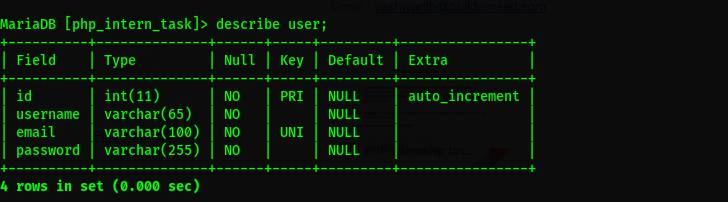 MariaDB [php_intern_task]> describe user;
+----------+--------------+------+-----+---------+----------------+
| Field    | Type         | Null | Key | Default | Extra          |
+----------+--------------+------+-----+---------+----------------+
| id       | int(11)      | NO   | PRI | NULL    | auto_increment |
| username | varchar(65)  | NO   |     | NULL    |                |
| email    | varchar(100) | NO   | UNI | NULL    |                |
| password | varchar(255) | NO   |     | NULL    |                |
+----------+--------------+------+-----+---------+----------------+
4 rows in set (0.000 sec)